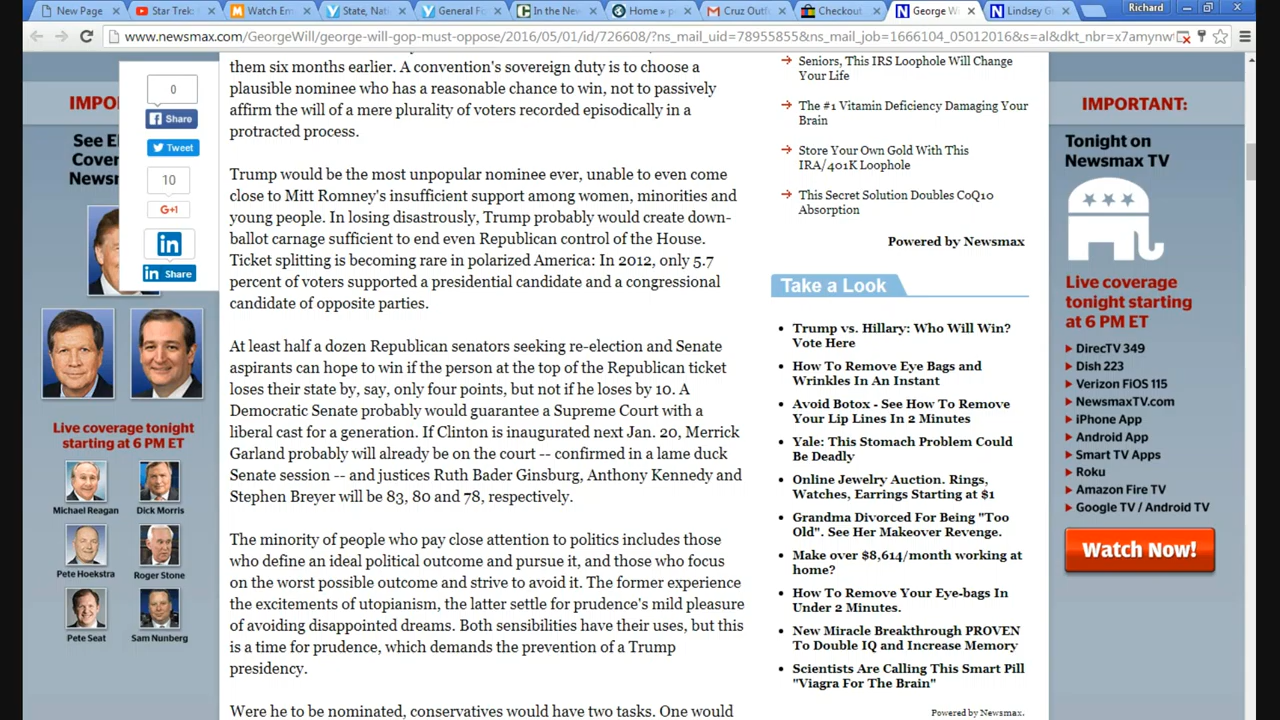 New Page
Star Treks
Watch Em
State, Nat
General Fo
In the Nev
Home » p
Cruz Outf
Checkout
George W
Lindsey G
Richard
www.newsmax.com/GeorgeWill/george-will-gop-must-oppose/2016/05/01/id/726608/?ns_mail_uid=78955855&ns_mail_job=1666104_05012016&s=al&dkt_nbr=x7amynw
IMPO
See El
Cove
Newsn
0
Share
Tweet
10
G+1
in
in Share
Live coverage tonight
starting at 6 PM ET
Michael Reagan
Dick Morris
Pete Hoekstra
Roger Stone
Pete Seat
Sam Nunberg
them six months earlier. A convention's sovereign duty is to choose a
plausible nominee who has a reasonable chance to win, not to passively
affirm the will of a mere plurality of voters recorded episodically in a
protracted process.
Trump would be the most unpopular nominee ever, unable to even come
close to Mitt Romney's insufficient support among women, minorities and
young people. In losing disastrously, Trump probably would create down-
ballot carnage sufficient to end even Republican control of the House.
Ticket splitting is becoming rare in polarized America: In 2012, only 5.7
percent of voters supported a presidential candidate and a congressional
candidate of opposite parties.
At least half a dozen Republican senators seeking re-election and Senate
aspirants can hope to win if the person at the top of the Republican ticket
loses their state by, say, only four points, but not if he loses by 10. A
Democratic Senate probably would guarantee a Supreme Court with a
liberal cast for a generation. If Clinton is inaugurated next Jan. 20, Merrick
Garland probably will already be on the court -- confirmed in a lame duck
Senate session -- and justices Ruth Bader Ginsburg, Anthony Kennedy and
Stephen Breyer will be 83, 80 and 78, respectively.
The minority of people who pay close attention to politics includes those
who define an ideal political outcome and pursue it, and those who focus
on the worst possible outcome and strive to avoid it. The former experience
the excitements of utopianism, the latter settle for prudence's mild pleasure
of avoiding disappointed dreams. Both sensibilities have their uses, but this
is a time for prudence, which demands the prevention of a Trump
presidency.
Were he to be nominated, conservatives would have two tasks. One would
Seniors, This IRS Loophole Will Change
Your Life
The #1 Vitamin Deficiency Damaging Your
Brain
Store Your Own Gold With This
IRA/401K Loophole
This Secret Solution Doubles CoQ10
Absorption
Powered by Newsmax
Take a Look
Trump vs. Hillary: Who Will Win?
Vote Here
How To Remove Eye Bags and
Wrinkles In An Instant
Avoid Botox - See How To Remove
Your Lip Lines In 2 Minutes
Yale: This Stomach Problem Could
Be Deadly
Online Jewelry Auction. Rings,
Watches, Earrings Starting at $1
Grandma Divorced For Being "Too
Old". See Her Makeover Revenge.
Make over $8,614/month working at
home?
How To Remove Your Eye-bags In
Under 2 Minutes.
New Miracle Breakthrough PROVEN
To Double IQ and Increase Memory
Scientists Are Calling This Smart Pill
"Viagra For The Brain"
Powered by Newsmax.
IMPORTANT:
Tonight on
Newsmax TV
Live coverage
tonight starting
at 6 PM ET
DirecTV 349
Dish 223
Verizon FiOS 115
NewsmaxTV.com
iPhone App
Android App
Smart TV Apps
Roku
Amazon Fire TV
Google TV / Android TV
Watch Now!